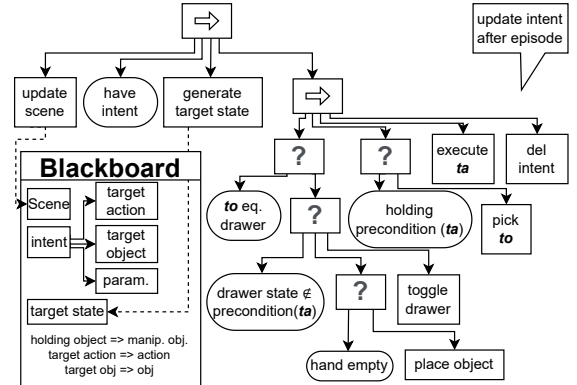 update intent
after episode
update
scene
have
intent
generate
target state
?
?
execute
ta
del
intent
to eq.
drawer
?
holding
precondition (ta)
pick
to
drawer state ∉
precondition(ta)
?
toggle
drawer
hand empty
place object
Blackboard
Scene
target
action
intent
target
object
param.
target state
holding object => manip. obj.
target action => action
target obj => obj